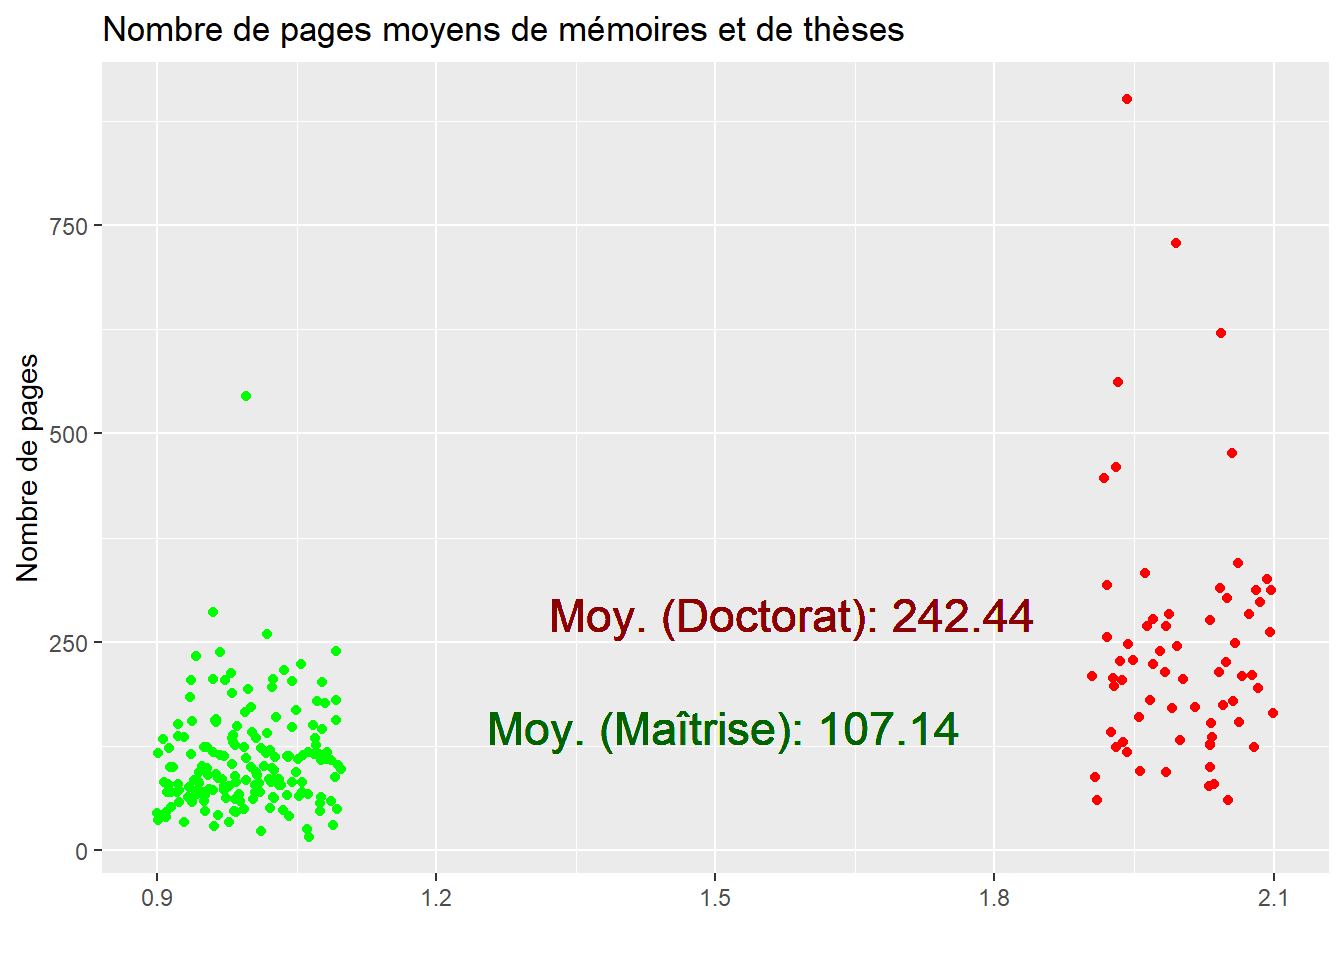 Nombre de pages moyens de mémoires et de thèses
Nombre de pages
750
500
250
0
Moy. (Doctorat): 242.44
Moy. (Maîtrise): 107.14
0.9 1.2 1.5 1.8 2.1